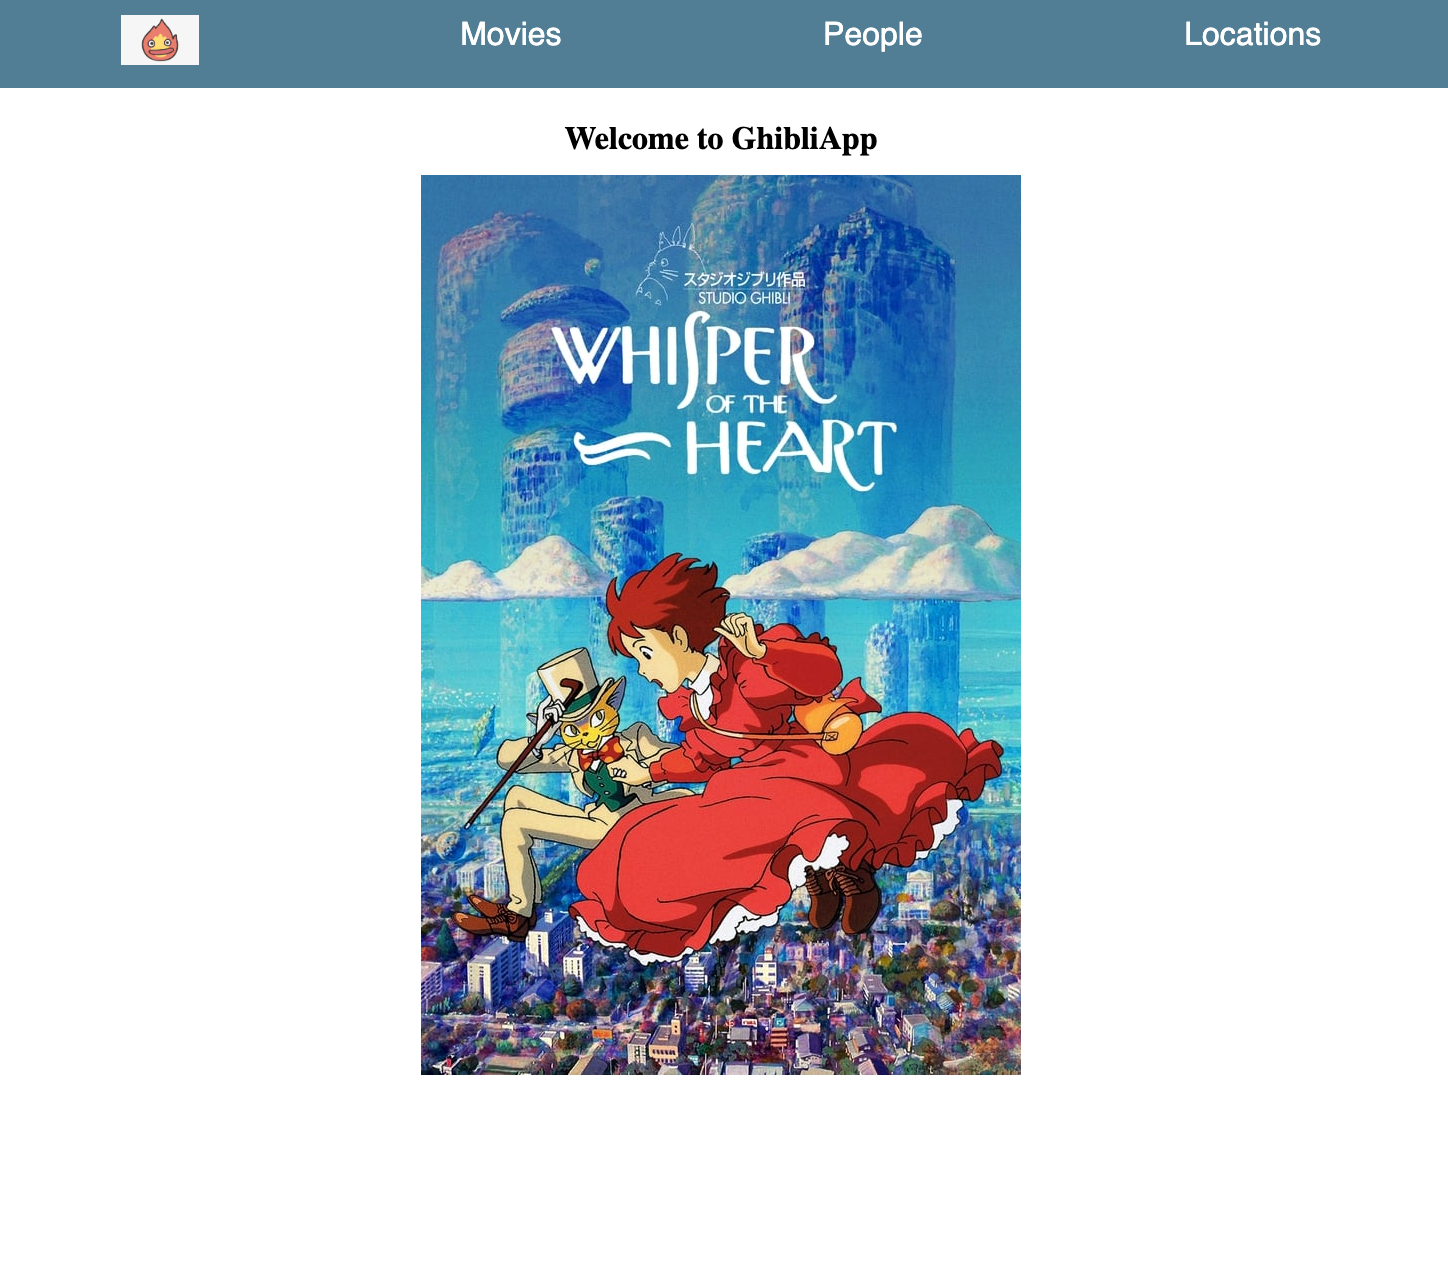 Movies People Locations
Welcome to GhibliApp
スタジオジブリ作品
STUDIO GHIBLI
WHISPER
OF THE
HEART